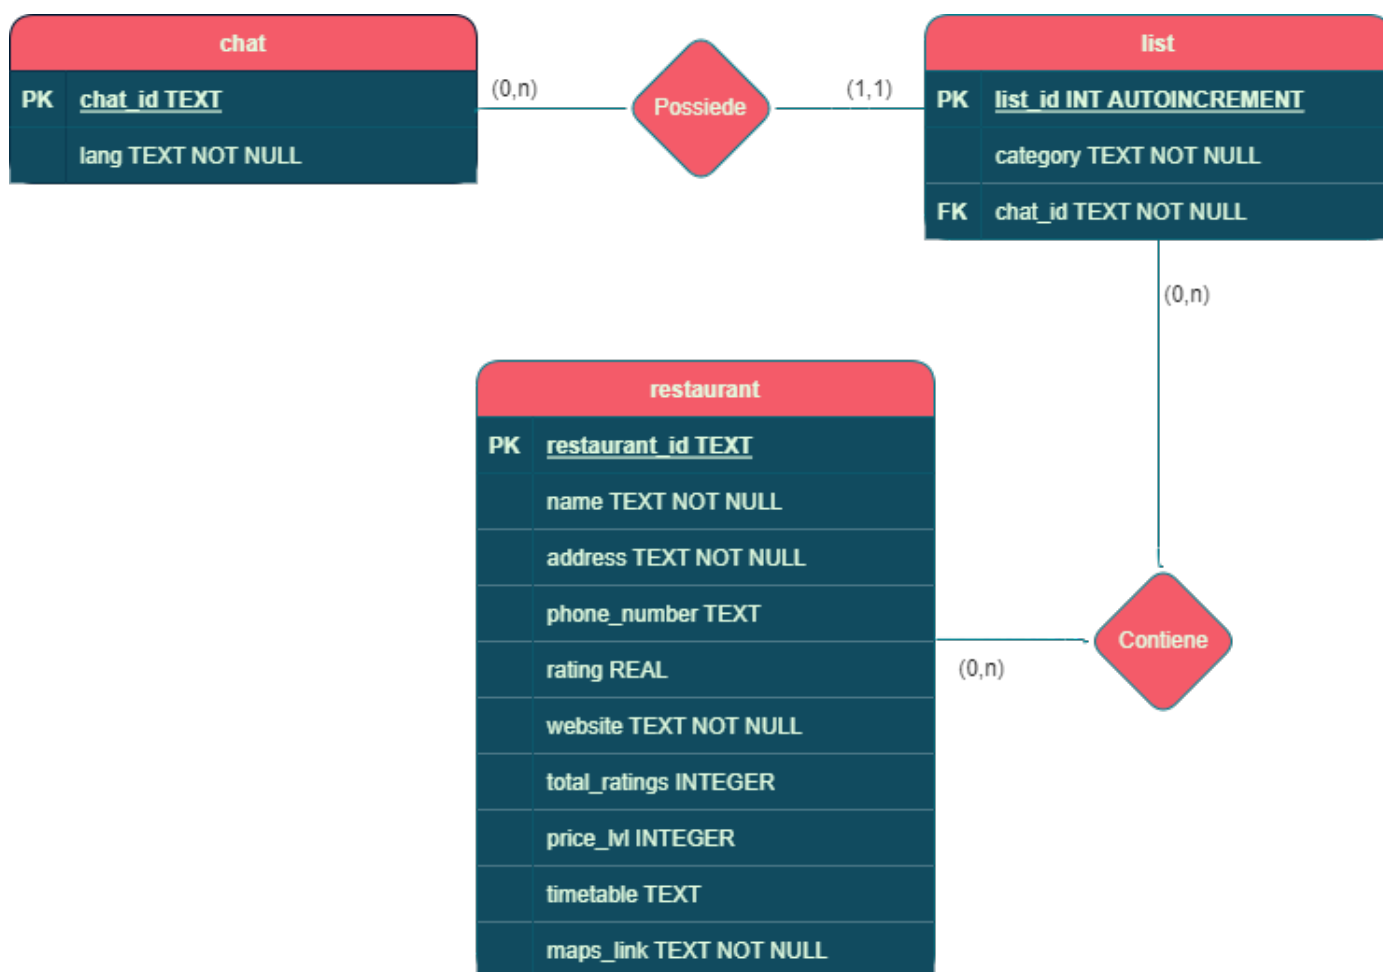 chat
PK chat_id TEXT
lang TEXT NOT NULL
(0,n)
Possiede
(1,1)
list
PK list_id INT AUTOINCREMENT
category TEXT NOT NULL
FK chat_id TEXT NOT NULL
(0,n)
restaurant
PK restaurant_id TEXT
name TEXT NOT NULL
address TEXT NOT NULL
phone_number TEXT
rating REAL
website TEXT NOT NULL
total_ratings INTEGER
price_lvl INTEGER
timetable TEXT
maps_link TEXT NOT NULL
(0,n)
Contiene